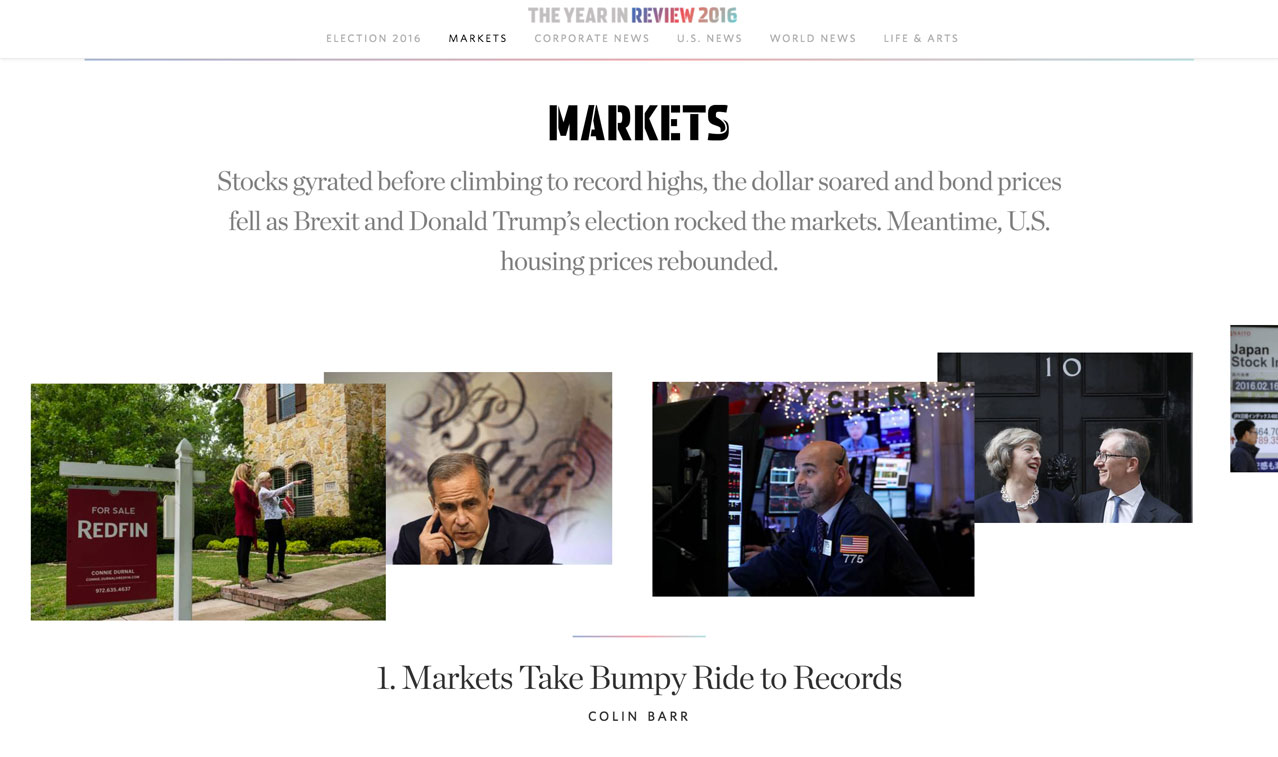 THE YEAR IN REVIEW 2016
ELECTION 2016 MARKETS CORPORATE NEWS U.S. NEWS WORLD NEWS LIFE & ARTS
MARKETS
Stocks gyrated before climbing to record highs, the dollar soared and bond prices
fell as Brexit and Donald Trump’s election rocked the markets. Meantime, U.S.
housing prices rebounded.
FOR SALE
REDFIN
CONNIE DURNAL
972.635.4637
Bank
RYCHRI
775
10
Japan
Stock In
2016.02.16
1. Markets Take Bumpy Ride to Records
COLIN BARR